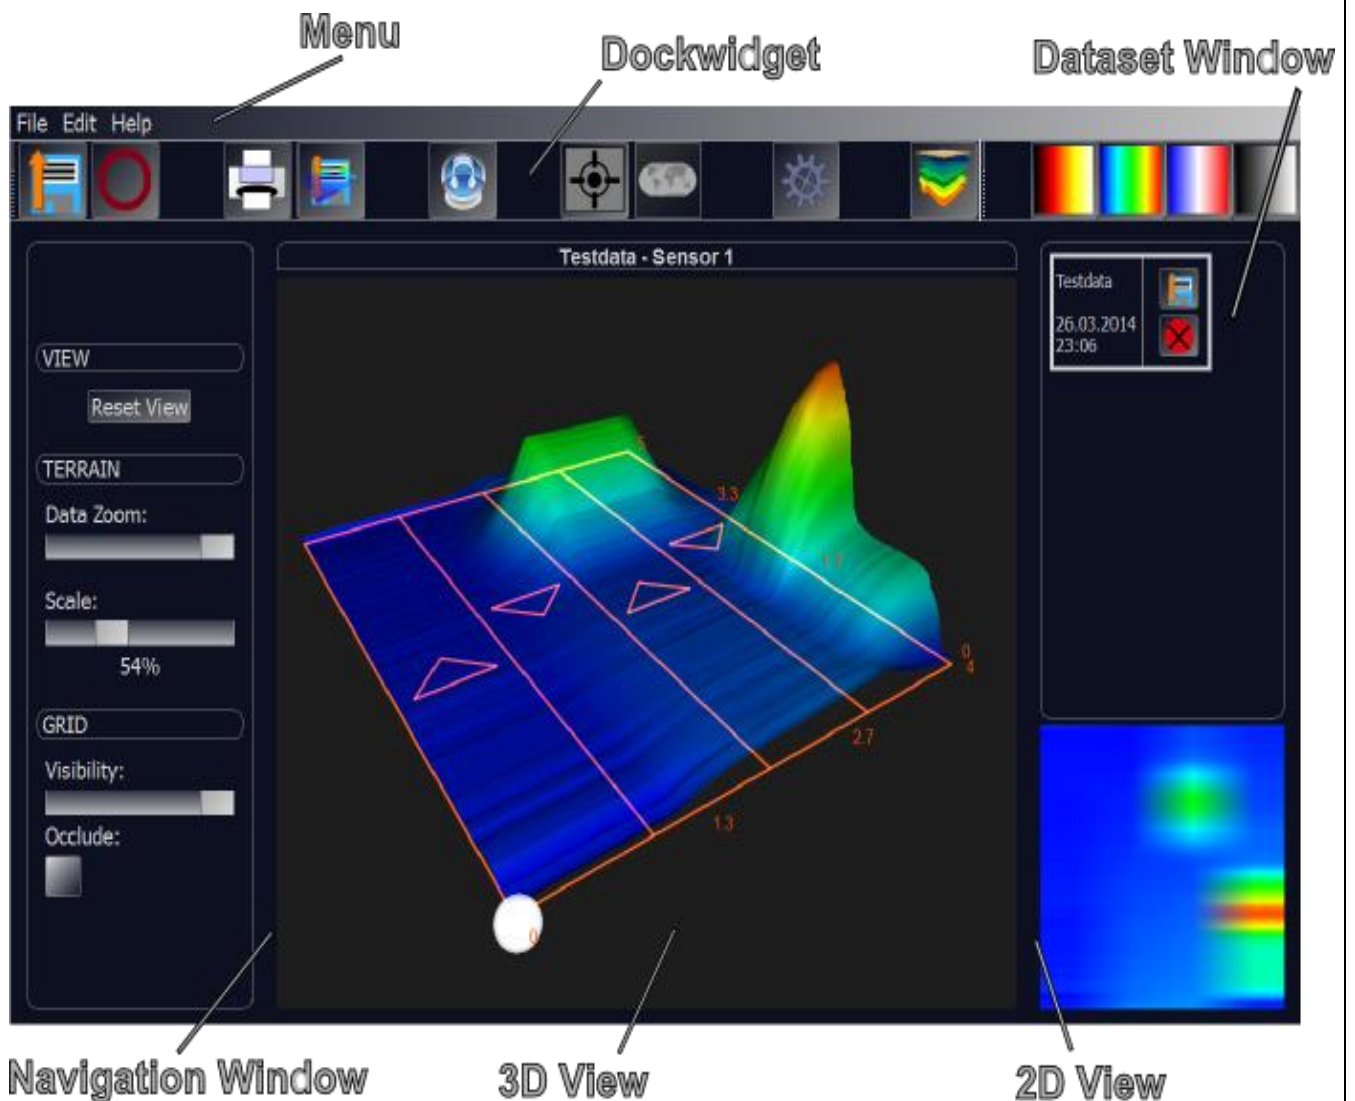 Menu
Dockwidget
Dataset Window
File Edit Help
Testdata - Sensor 1
Testdata
26.03.2014
23:06
VIEW
Reset View
TERRAIN
Data Zoom:
Scale:
54%
GRID
Visibility:
Occlude:
3.3
0
4
2.7
1.3
0
Navigation Window
3D View
2D View